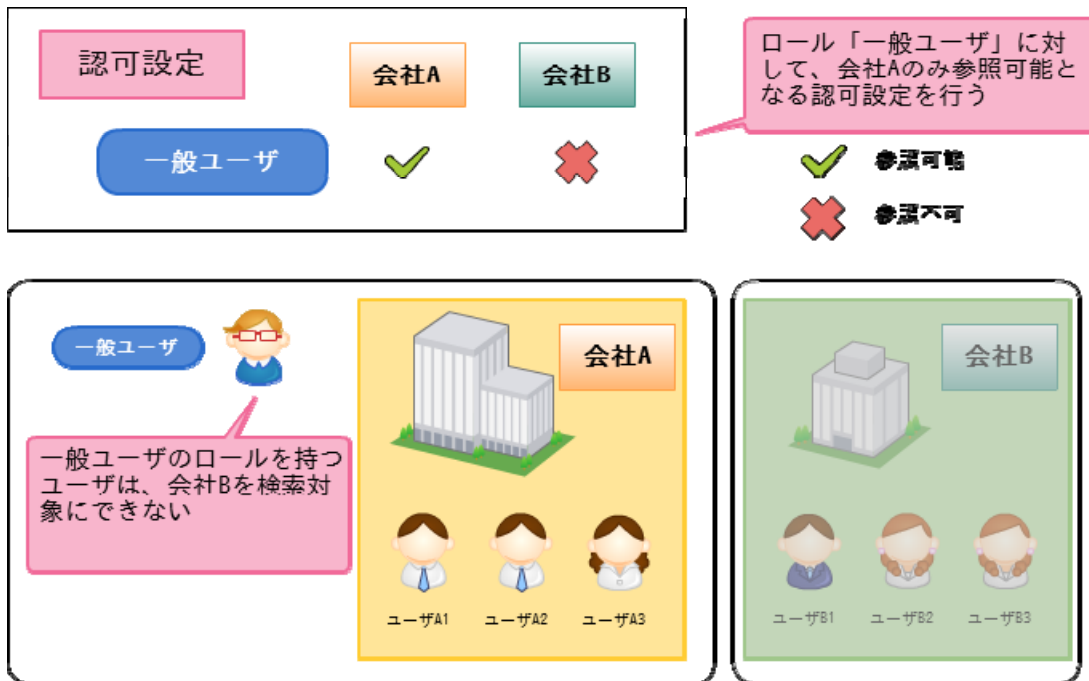 認可設定
会社A
会社B
一般ユーザ
ロール「一般ユーザ」に対
して、会社Aのみ参照可能と
なる認可設定を行う
参照可能
参照不可
一般ユーザ
一般ユーザのロールを持つ
ユーザは、会社Bを検索対
象にできない
会社A
ユーザA1
ユーザA2
ユーザA3
会社B
ユーザB1
ユーザB2
ユーザB3